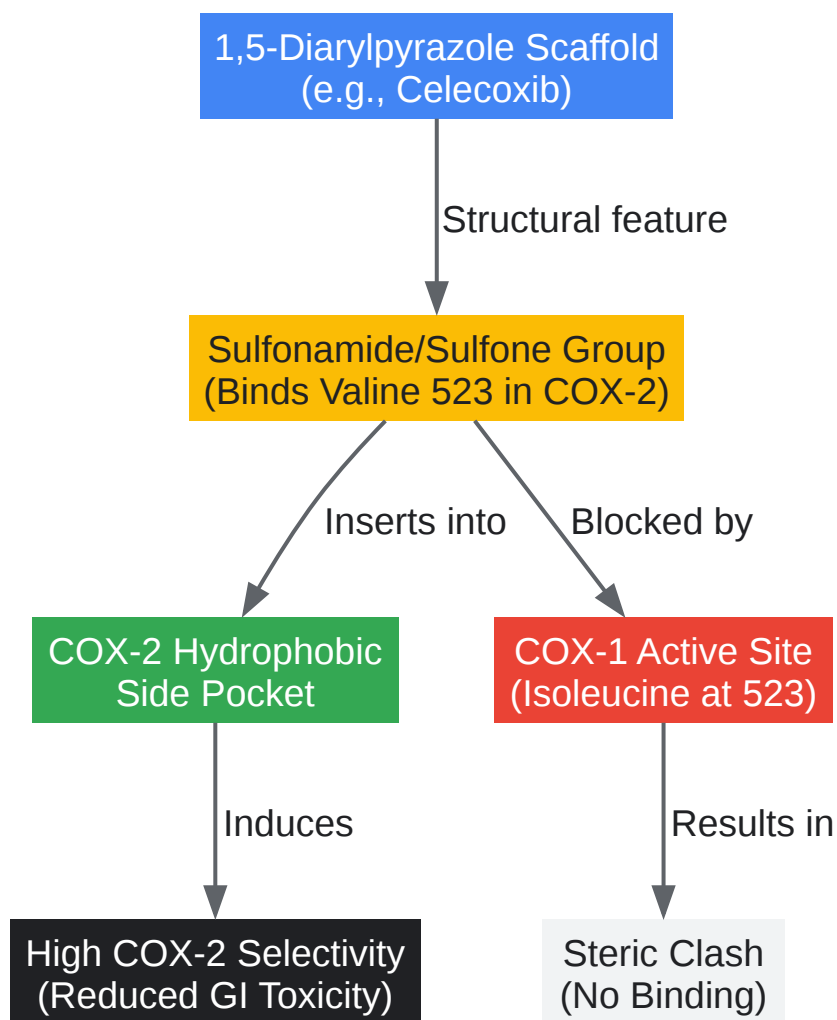 1,5-Diarylpyrazole Scaffold
(e.g., Celecoxib)
Structural feature
Sulfonamide/Sulfone Group
(Binds Valine 523 in COX-2)
Inserts into
Blocked by
COX-2 Hydrophobic
Side Pocket
COX-1 Active Site
(Isoleucine at 523)
Induces
Results in
High COX-2 Selectivity
(Reduced GI Toxicity)
Steric Clash
(No Binding)